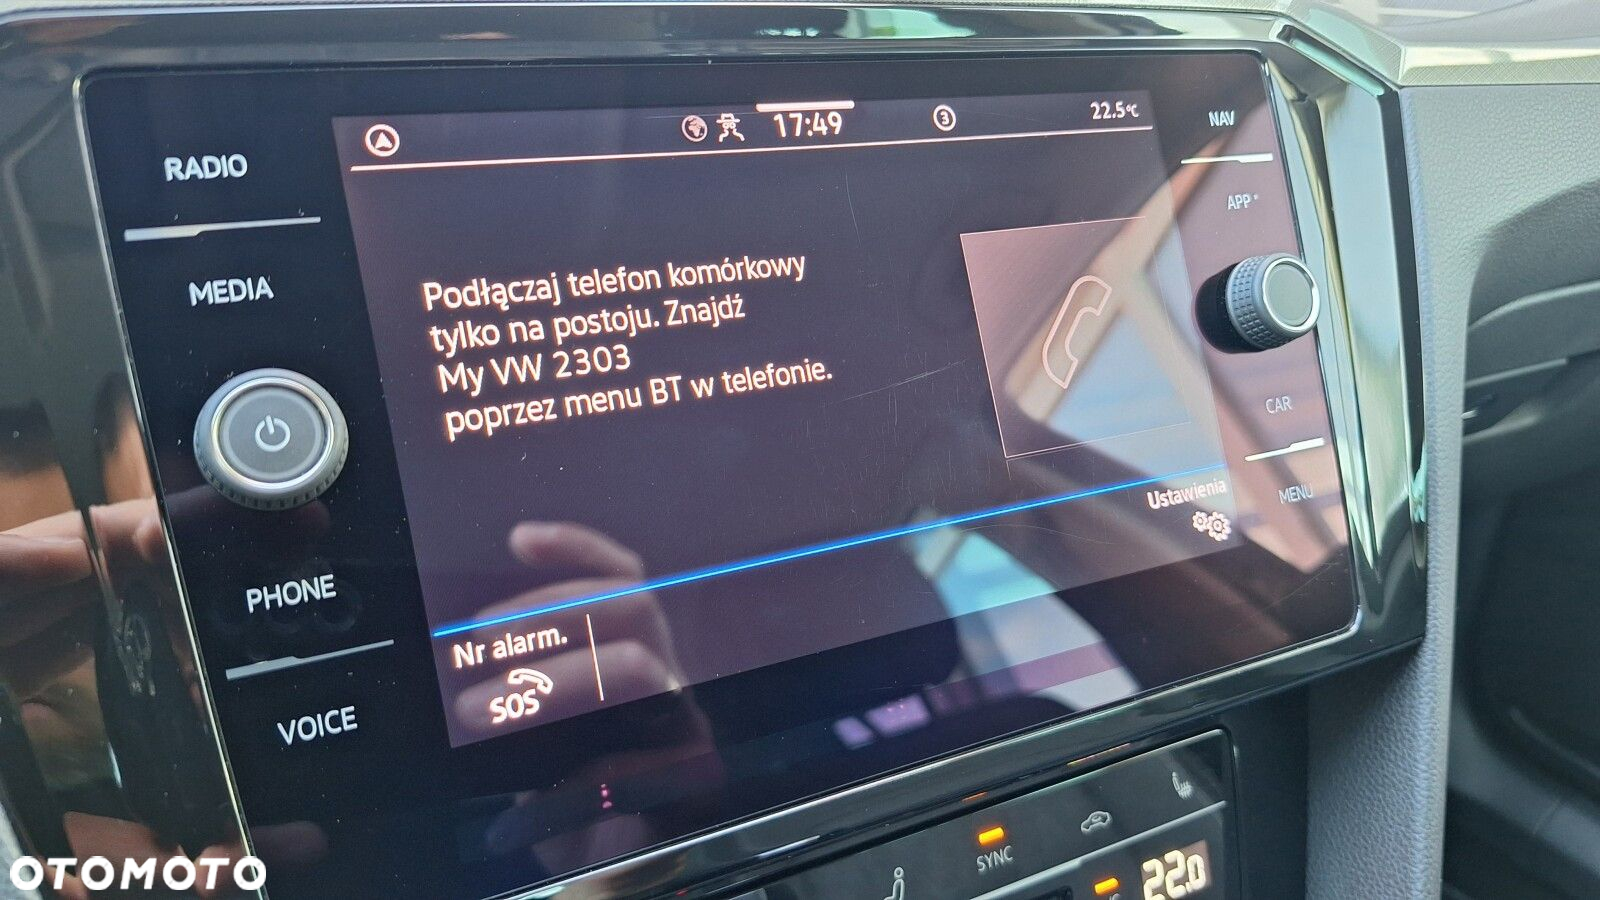 17:49
3
22.5°C
RADIO
MEDIA
PHONE
VOICE
Podłączaj telefon komórkowy
tylko na postoju. Znajdź
My VW 2303
poprzez menu BT w telefonie.
Ustawienia
Nr alarm.
SOS
NAV
APP
CAR
MENU
SYNC
22.0
OTOMOTO